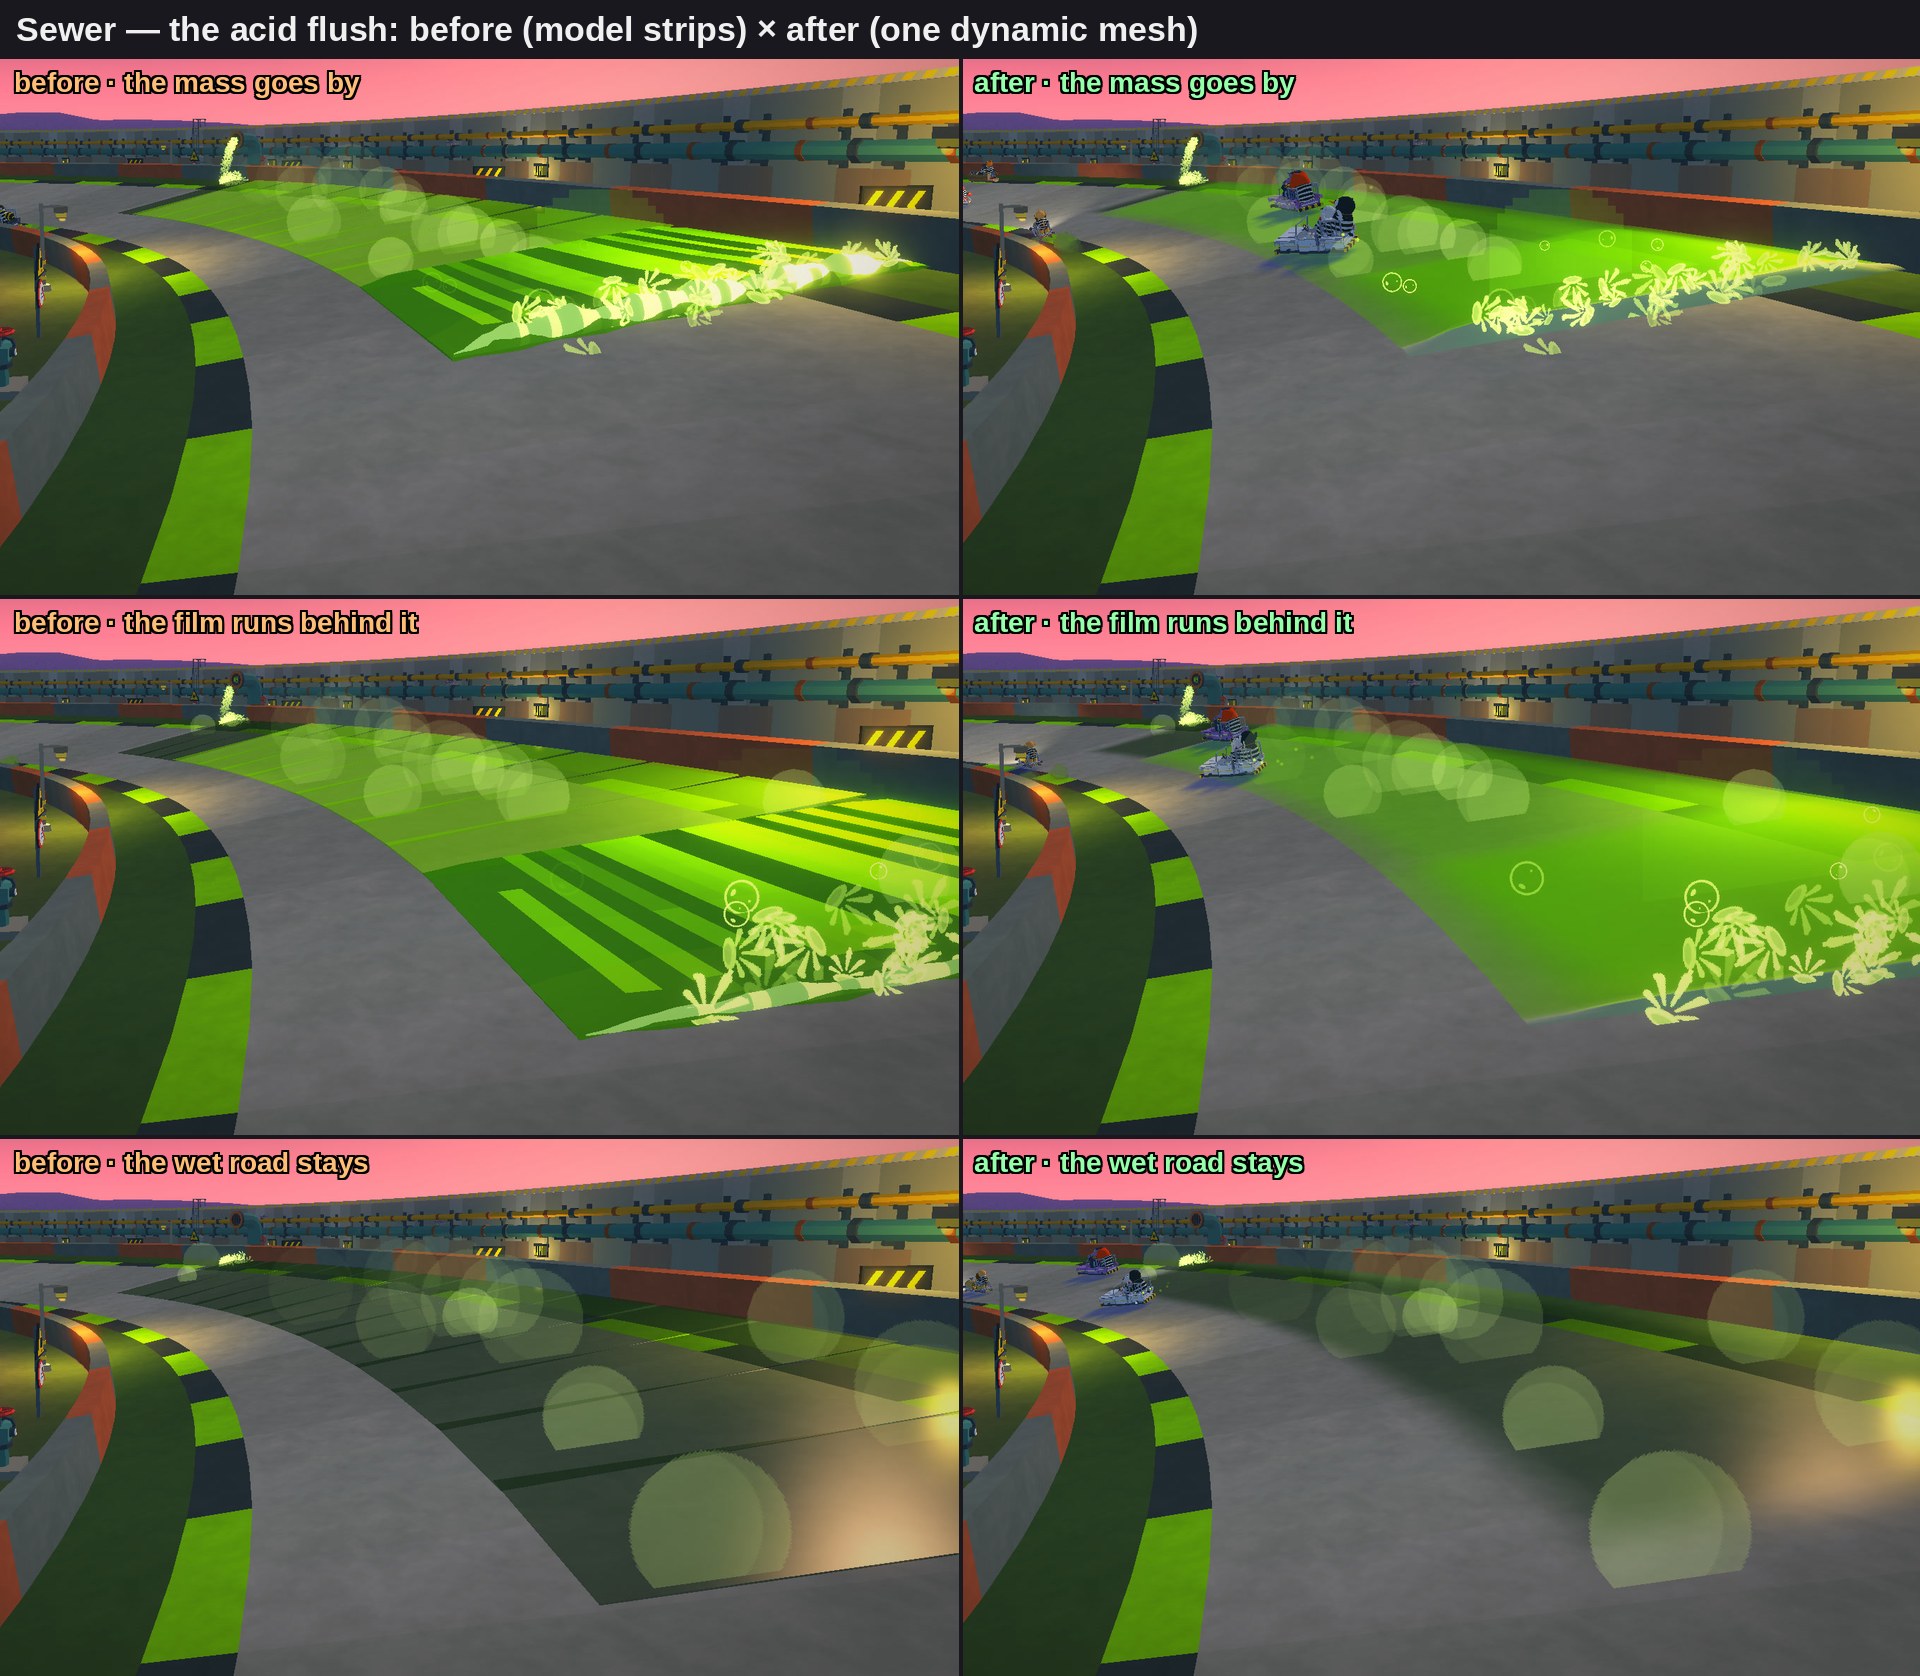 Sewer — the acid flush: before (model strips) × after (one dynamic mesh)
before · the mass goes by
after · the mass goes by
before · the film runs behind it
after · the film runs behind it
before · the wet road stays
after · the wet road stays